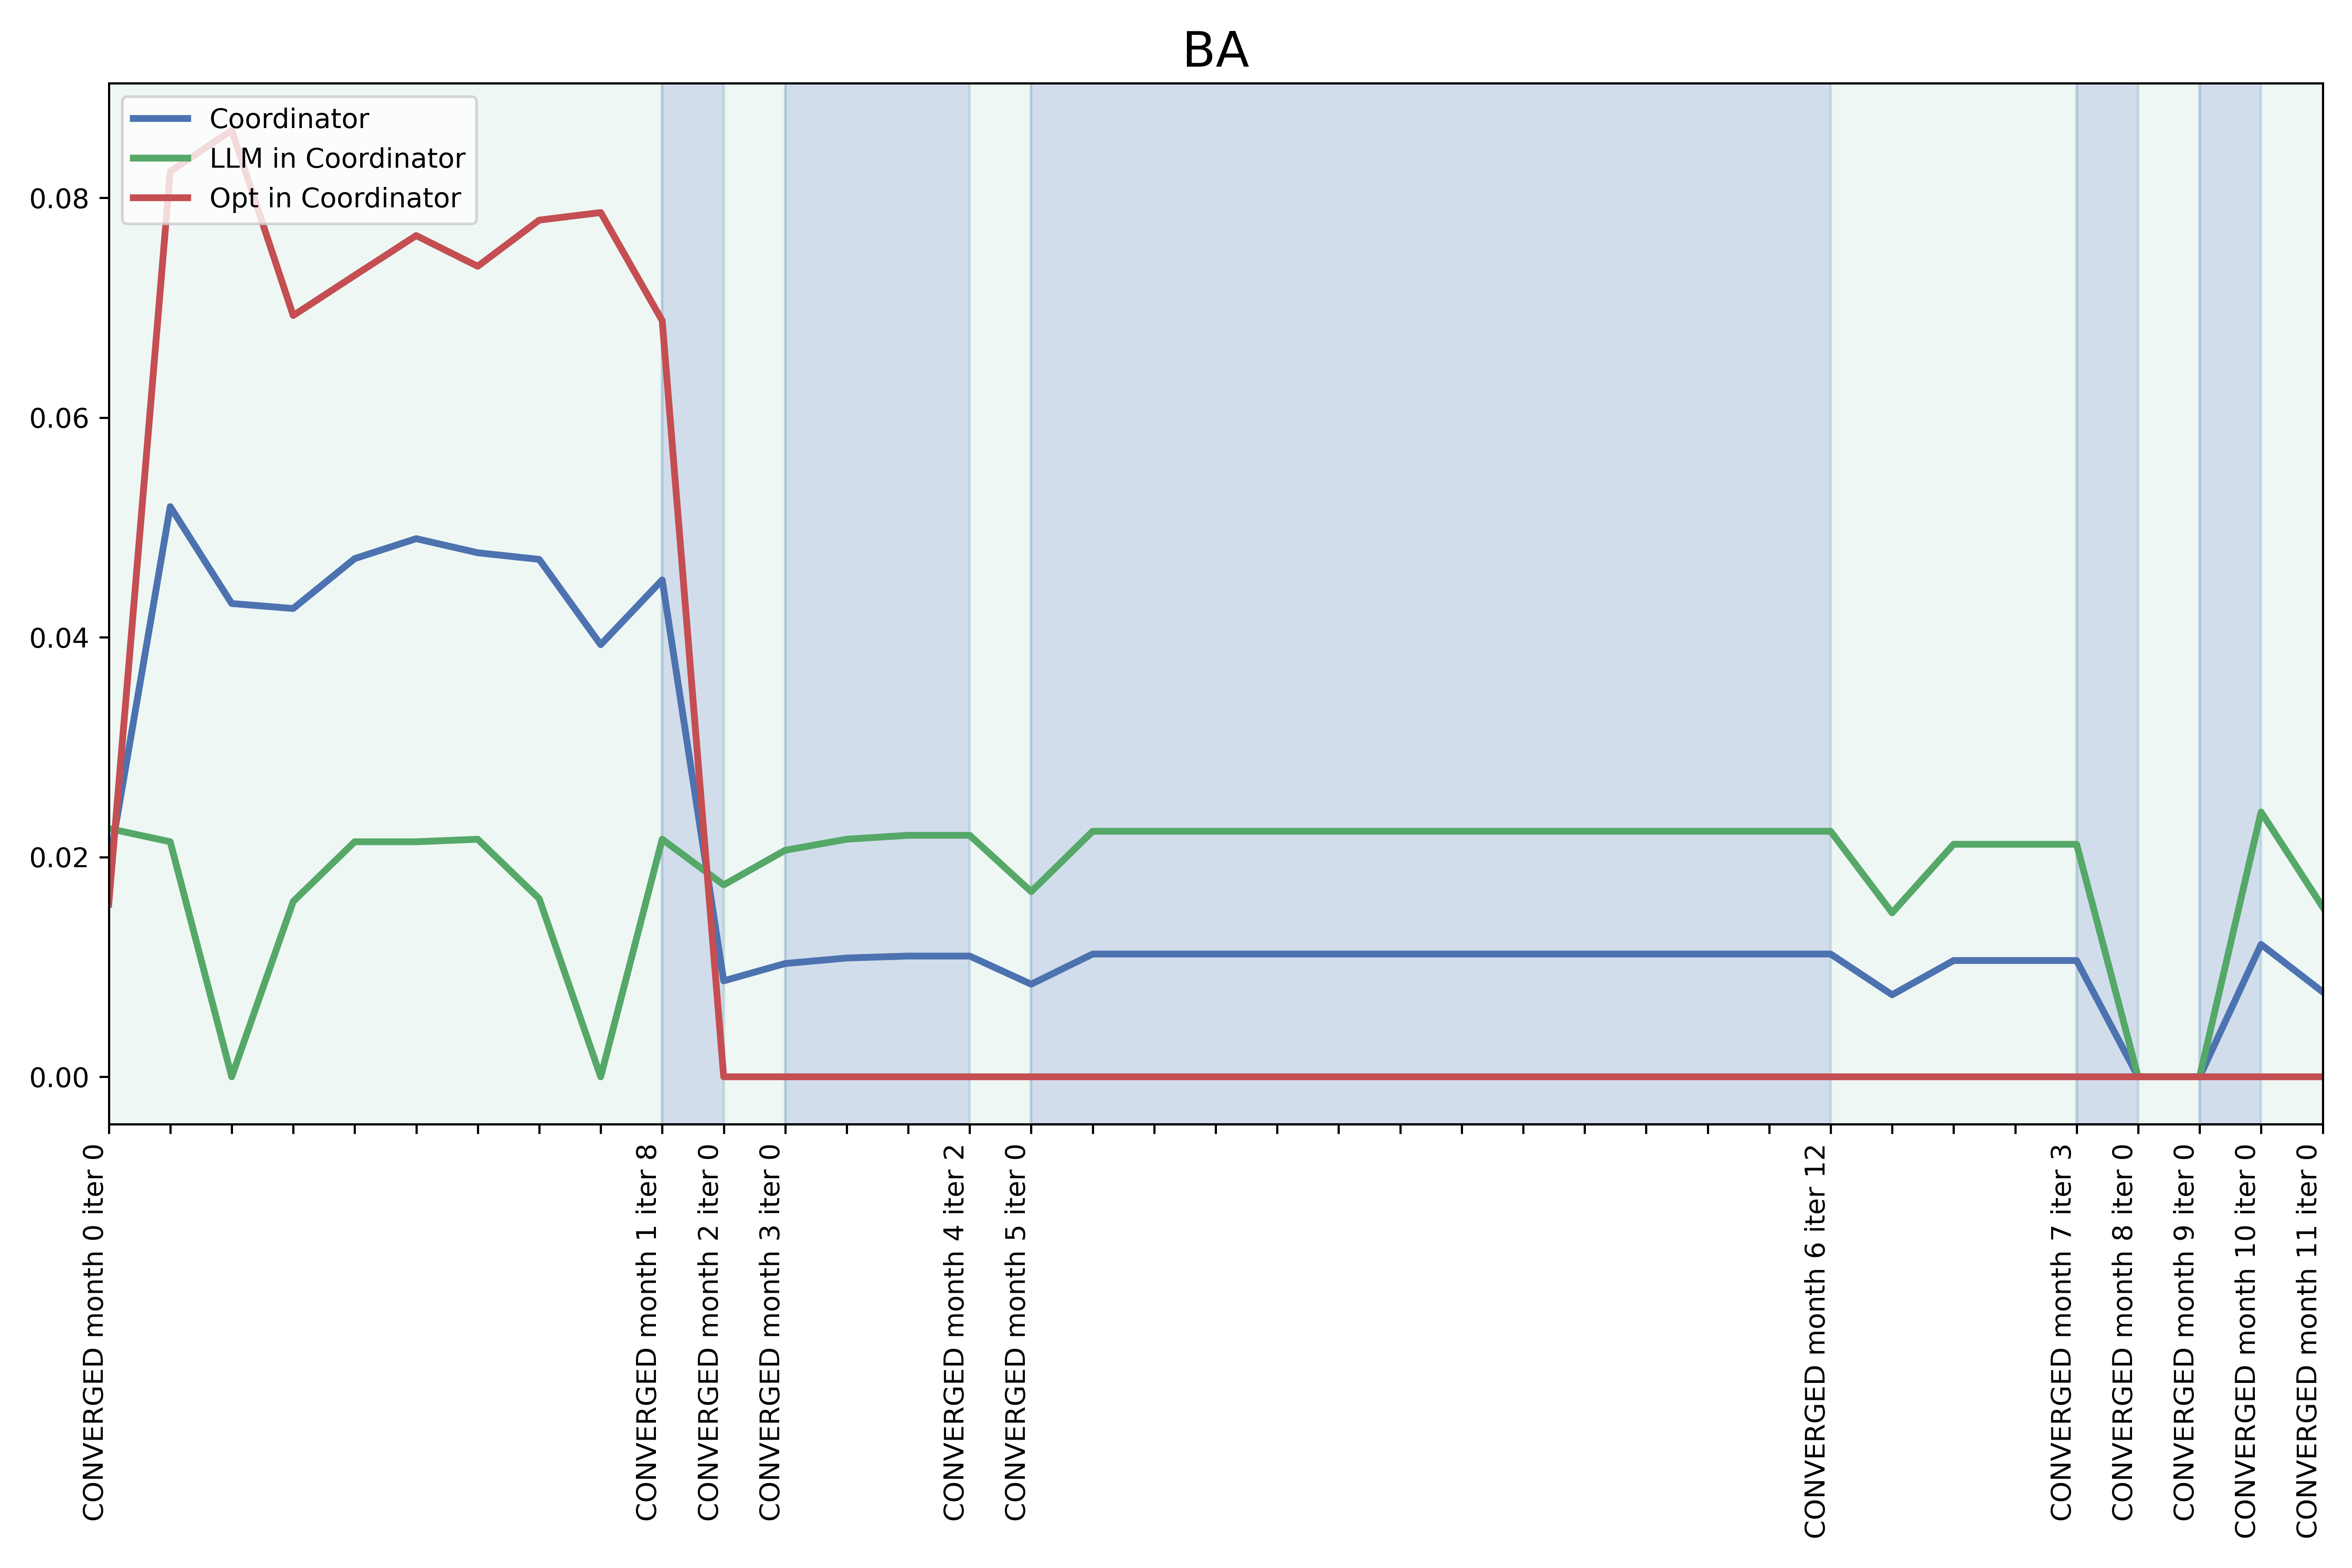 BA
Coordinator
LLM in Coordinator
Opt in Coordinator
0.08
0.06
0.04
0.02
0.00
CONVERGED month 0 iter 0
CONVERGED month 1 iter 8
CONVERGED month 2 iter 0
CONVERGED month 3 iter 0
CONVERGED month 4 iter 2
CONVERGED month 5 iter 0
CONVERGED month 6 iter 12
CONVERGED month 7 iter 3
CONVERGED month 8 iter 0
CONVERGED month 9 iter 0
CONVERGED month 10 iter 0
CONVERGED month 11 iter 0